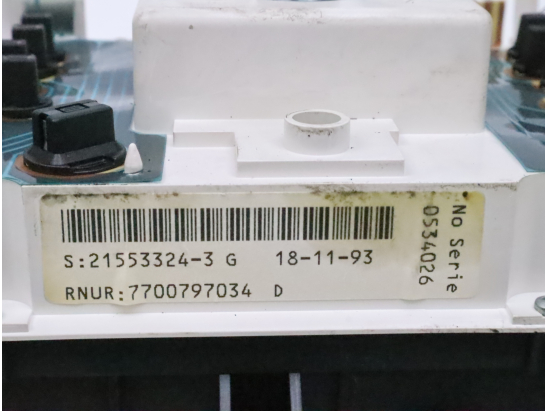 S:21553324-3 G 18-11-93
RNUR:7700797034 D
No Serie
0534026